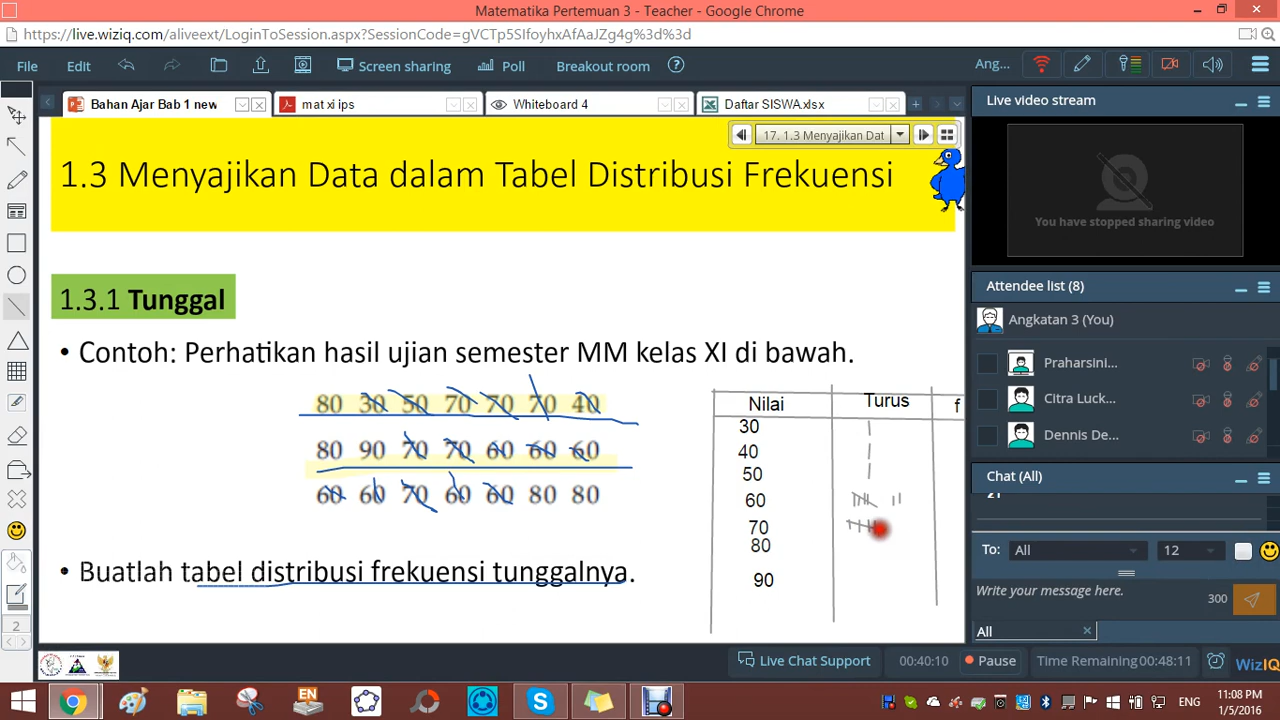 Matematika Pertemuan 3 - Teacher - Google Chrome
https://live.wiziq.com/aliveext/LoginToSession.aspx?SessionCode=gVCTp5SIfoyhxAfAaJZg4g%3d%3d
File Edit Screen sharing Poll Breakout room Ang...
Bahan Ajar Bab 1 new
mat xi ips
Whiteboard 4
Daftar SISWA.xlsx
Live video stream
17. 1.3 Menyajikan Dat
1.3 Menyajikan Data dalam Tabel Distribusi Frekuensi
You have stopped sharing video
Attendee list (8)
1.3.1 Tunggal
Angkatan 3 (You)
• Contoh: Perhatikan hasil ujian semester MM kelas XI di bawah.
Praharsini...
Citra Luck...
Dennis De...
80 30 50 70 70 70 40
80 90 70 70 60 60 60
60 60 70 60 60 80 80
Nilai Turus f
30
40
50
60
70
80
90
Chat (All)
21
To: All 12
• Buatlah tabel distribusi frekuensi tunggalnya.
Write your message here. 300
2
All
Live Chat Support 00:40:10 Pause Time Remaining 00:48:11 WizIQ
EN
ENG
11:08 PM
1/5/2016